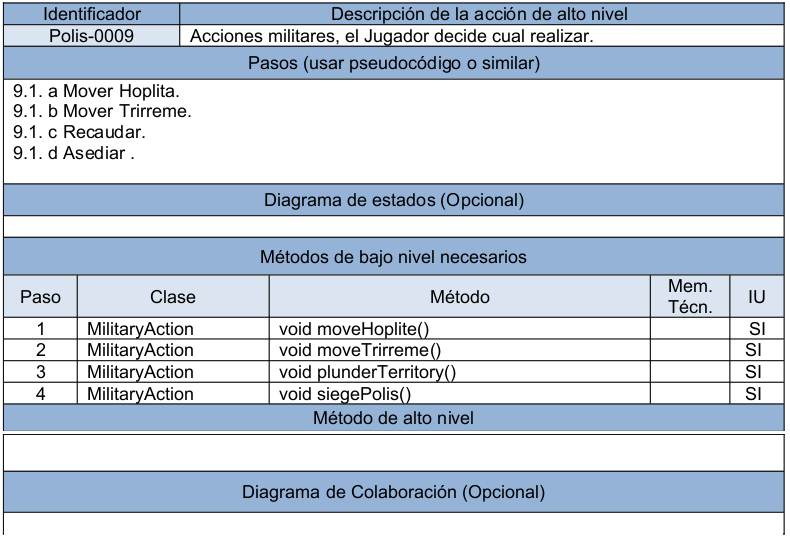 Identificador Descripción de la acción de alto nivel
Polis-0009 Acciones militares, el Jugador decide cual realizar.
Pasos (usar pseudocódigo o similar)
9.1. a Mover Hoplita.
9.1. b Mover Trirreme.
9.1. c Recaudar.
9.1. d Asediar .
Diagrama de estados (Opcional)
Métodos de bajo nivel necesarios
Paso Clase Método Mem. Técn. IU
1 MilitaryAction void moveHoplite() SI
2 MilitaryAction void moveTrirreme() SI
3 MilitaryAction void plunderTerritory() SI
4 MilitaryAction void siegePolis() SI
Método de alto nivel
Diagrama de Colaboración (Opcional)